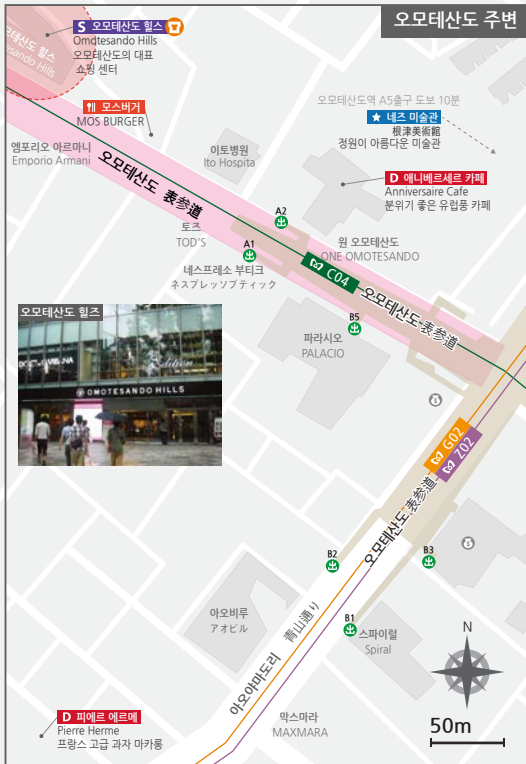 오모테산도 주변
오모테산도 힐스
Omotesando Hills
S 오모테산도 힐스
Omotesando Hills
오모테산도의 대표
쇼핑 센터
모스버거
MOS BURGER
오모테산도역 A5출구 도보 10분
★ 네즈 미술관
根津美術館
정원이 아름다운 미술관
엠포리오 아르마니
Emporio Armani
이토병원
Ito Hospita
오모테산도 表参道
D 애니베르세르 카페
Anniversaire Cafe
분위기 좋은 유럽풍 카페
토즈
TOD'S
A2
A1
원 오모테산도
ONE OMOTESANDO
네스프레소 부티크
ネスプレッソブティック
C04
오모테산도 表参道
오모테산도 힐즈
Edition
OMOTESANDO HILLS
B5
파라시오
PALACIO
G02
Z02
오모테산도 表参道
B2
B3
아오비루
アオビル
B1
스파이럴
Spiral
아오야마도리 青山通り
N
D 피에르 에르메
Pierre Herme
프랑스 고급 과자 마카롱
막스마라
MAXMARA
50m